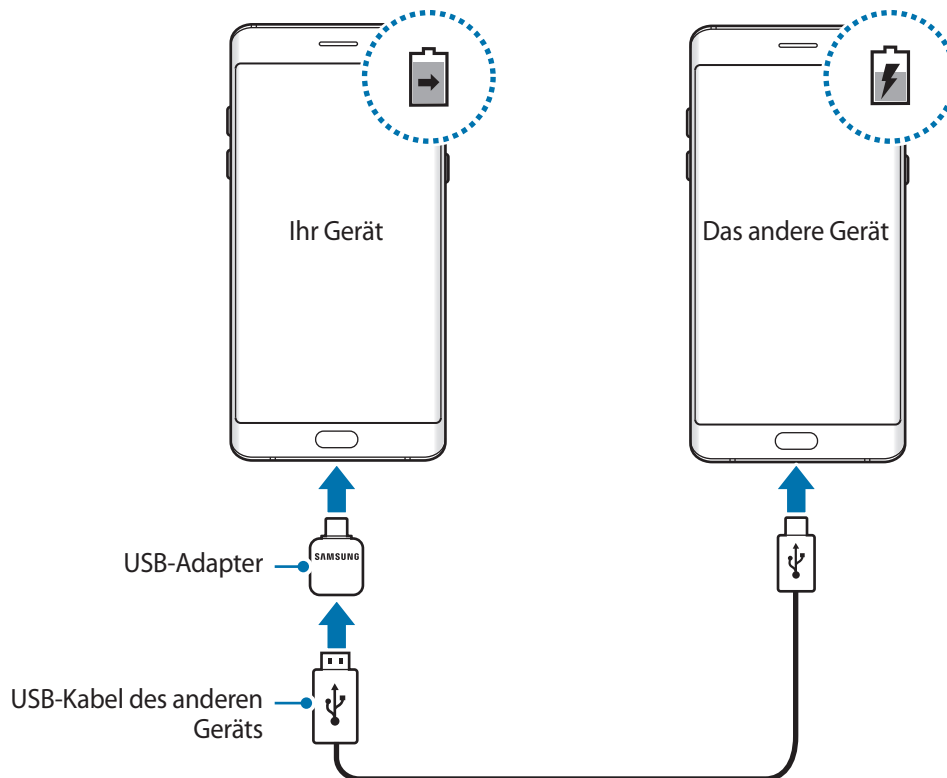 Ihr Gerät
Das andere Gerät
USB-Adapter
SAMSUNG
USB-Kabel des anderen
Geräts